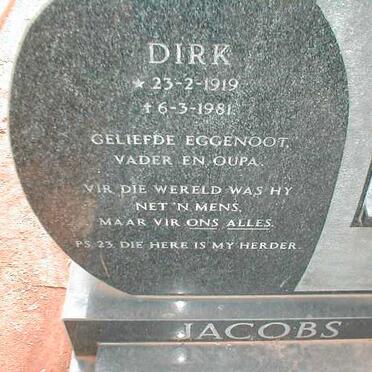 DIRK
★ 23-2-1919
✝ 6-3-1981.
GELIEFDE EGGENOOT,
VADER EN OUPA.
VIR DIE WERELD WAS HY
NET 'N MENS,
MAAR VIR ONS ALLES.
PS. 23. DIE HERE IS MY HERDER.
JACOBS